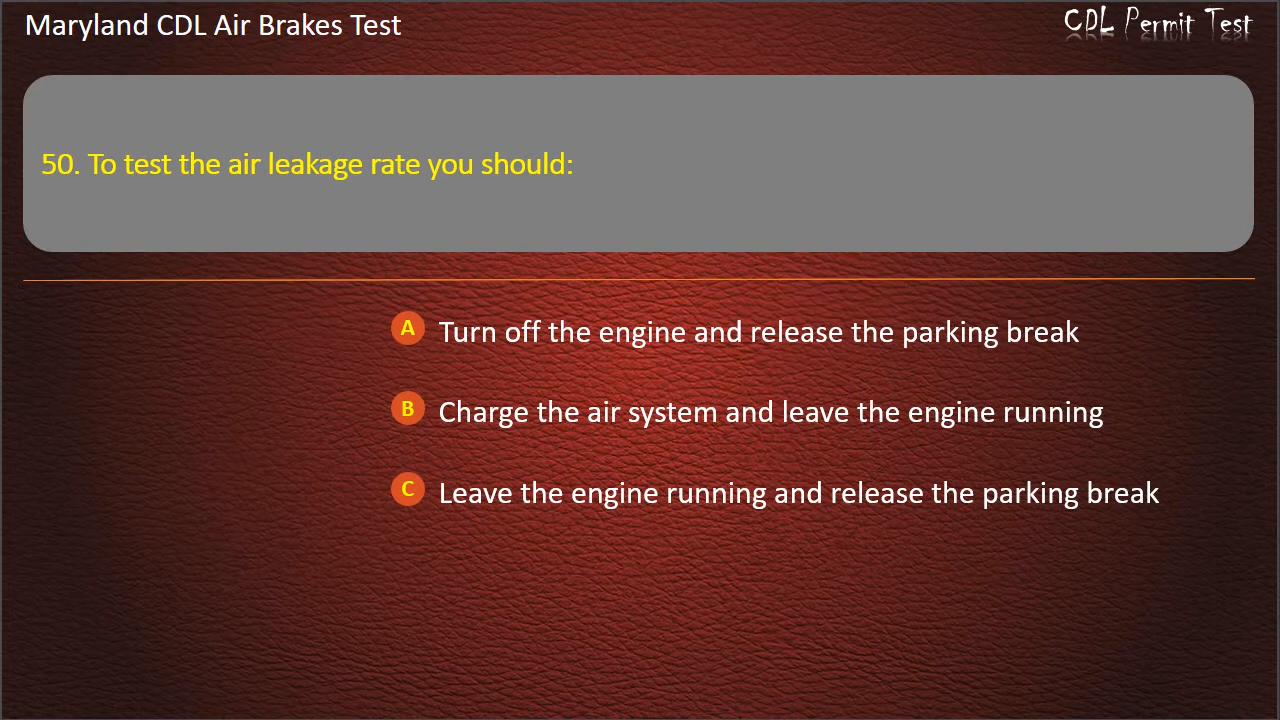 Maryland CDL Air Brakes Test
CDL Permit Test
50. To test the air leakage rate you should:
A Turn off the engine and release the parking break
B Charge the air system and leave the engine running
C Leave the engine running and release the parking break